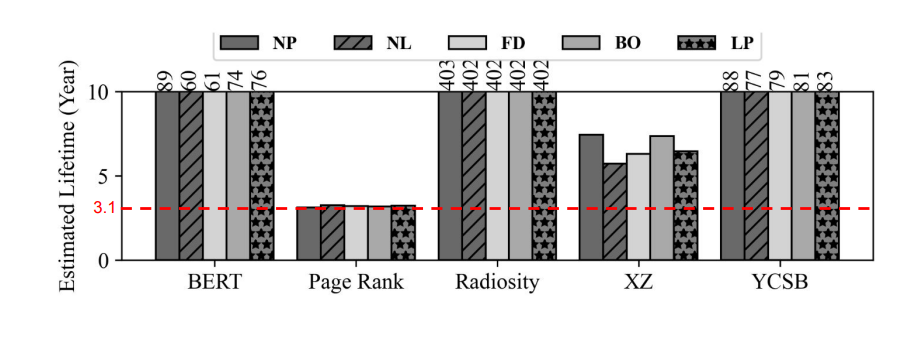 NP NL FD BO LP
Estimated Lifetime (Year)
89 60 61 74 76 403 402 402 402 402 88 77 79 81 83
10
5
3.1
0
BERT Page Rank Radiosity XZ YCSB